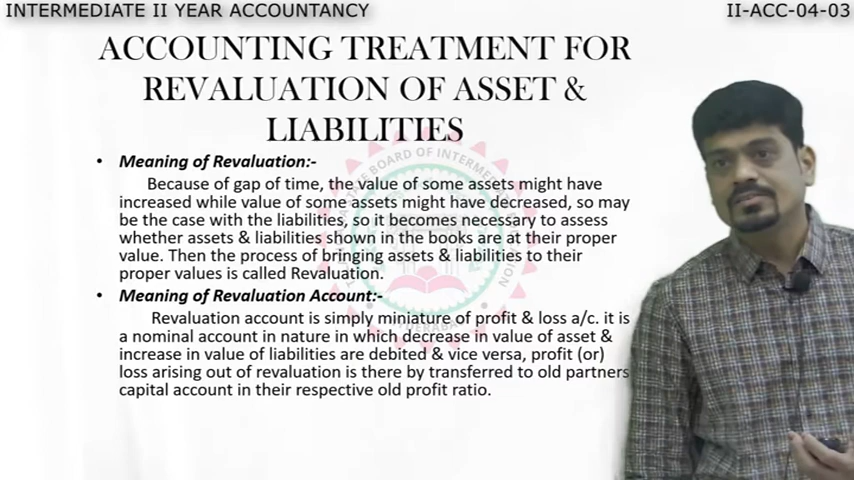 INTERMEDIATE II YEAR ACCOUNTANCY
II-ACC-04-03
ACCOUNTING TREATMENT FOR
REVALUATION OF ASSET &
LIABILITIES
• Meaning of Revaluation:-
Because of gap of time, the value of some assets might have
increased while value of some assets might have decreased, so may
be the case with the liabilities, so it becomes necessary to assess
whether assets & liabilities shown in the books are at their proper
value. Then the process of bringing assets & liabilities to their
proper values is called Revaluation.
• Meaning of Revaluation Account:-
Revaluation account is simply miniature of profit & loss a/c. it is
a nominal account in nature in which decrease in value of asset &
increase in value of liabilities are debited & vice versa, profit (or)
loss arising out of revaluation is there by transferred to old partners
capital account in their respective old profit ratio.
BOARD OF INTERMED